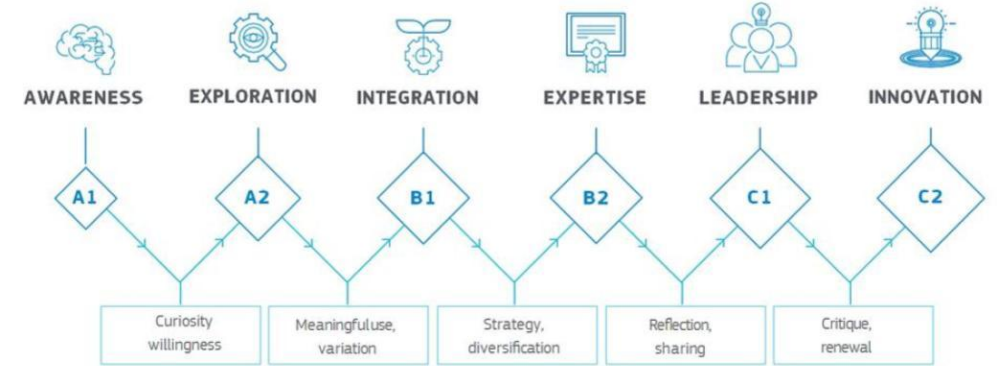 AWARENESS
EXPLORATION
INTEGRATION
EXPERTISE
LEADERSHIP
INNOVATION
A1
A2
B1
B2
C1
C2
Curiosity
willingness
Meaningfuluse,
variation
Strategy,
diversification
Reflection,
sharing
Critique,
renewal